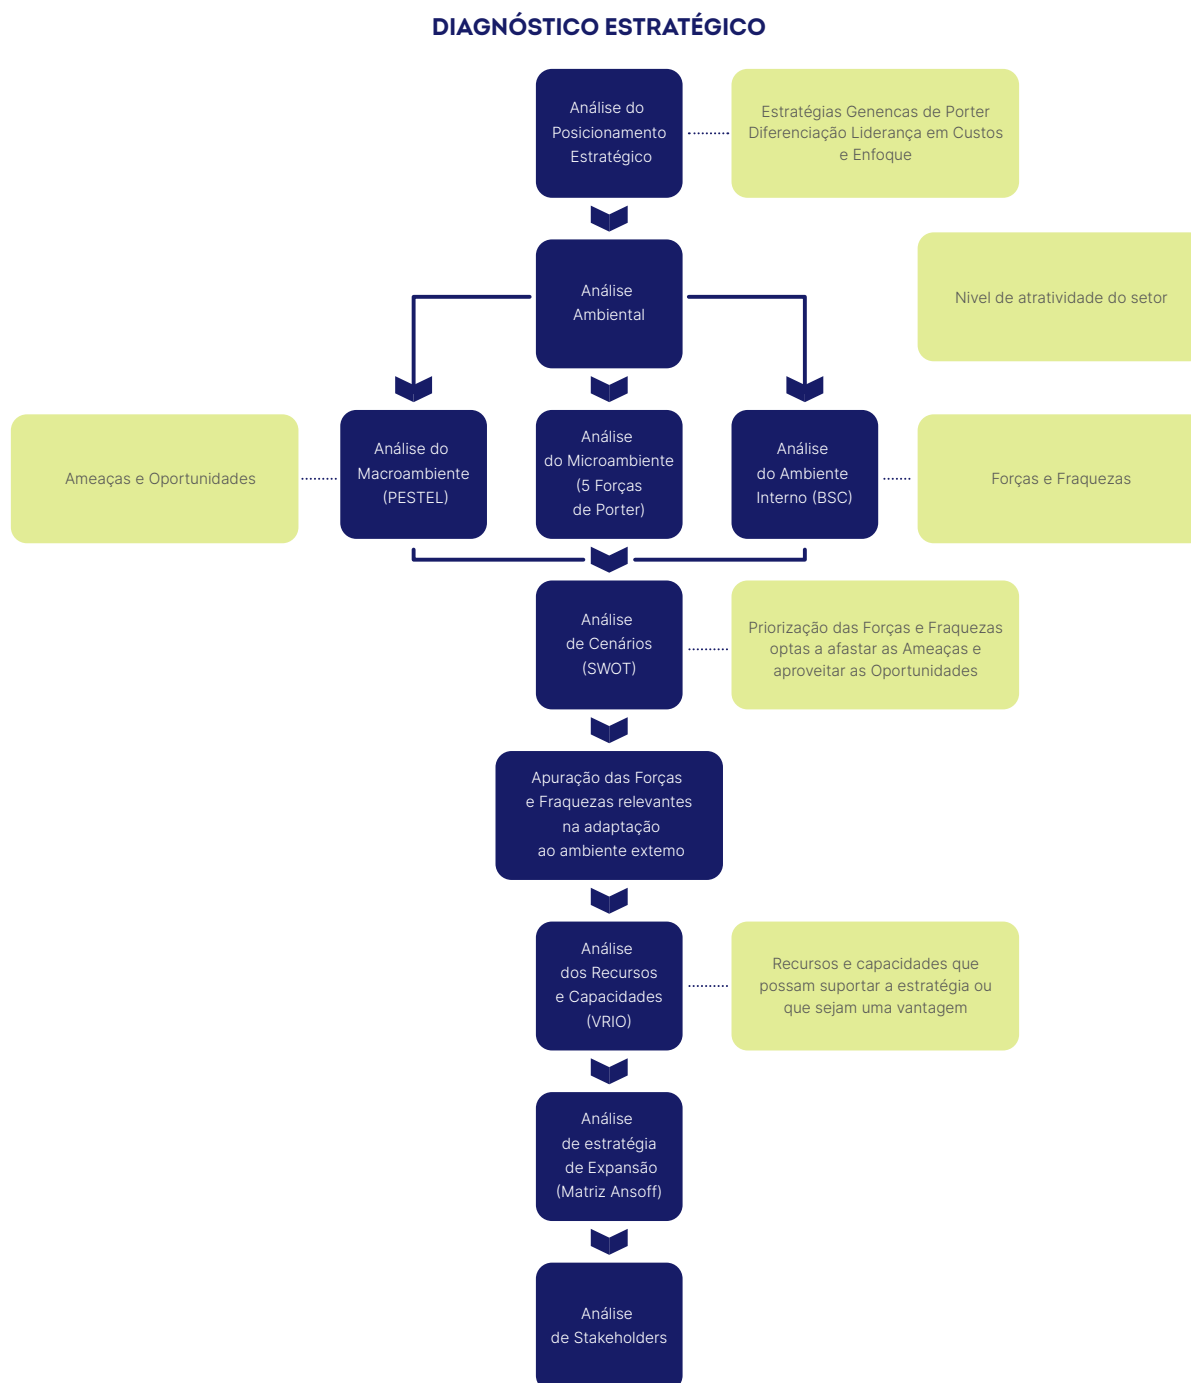 DIAGNÓSTICO ESTRATÉGICO
Análise do
Posicionamento
Estratégico
Estratégias Genencas de Porter
Diferenciação Liderança em Custos
e Enfoque
Análise
Ambiental
Nivel de atratividade do setor
Ameaças e Oportunidades
Análise do
Macroambiente
(PESTEL)
Análise
do Microambiente
(5 Forças
de Porter)
Análise
do Ambiente
Interno (BSC)
Forças e Fraquezas
Análise
de Cenários
(SWOT)
Priorização das Forças e Fraquezas
optas a afastar as Ameaças e
aproveitar as Oportunidades
Apuração das Forças
e Fraquezas relevantes
na adaptação
ao ambiente extemo
Análise
dos Recursos
e Capacidades
(VRIO)
Recursos e capacidades que
possam suportar a estratégia ou
que sejam uma vantagem
Análise
de estratégia
de Expansão
(Matriz Ansoff)
Análise
de Stakeholders